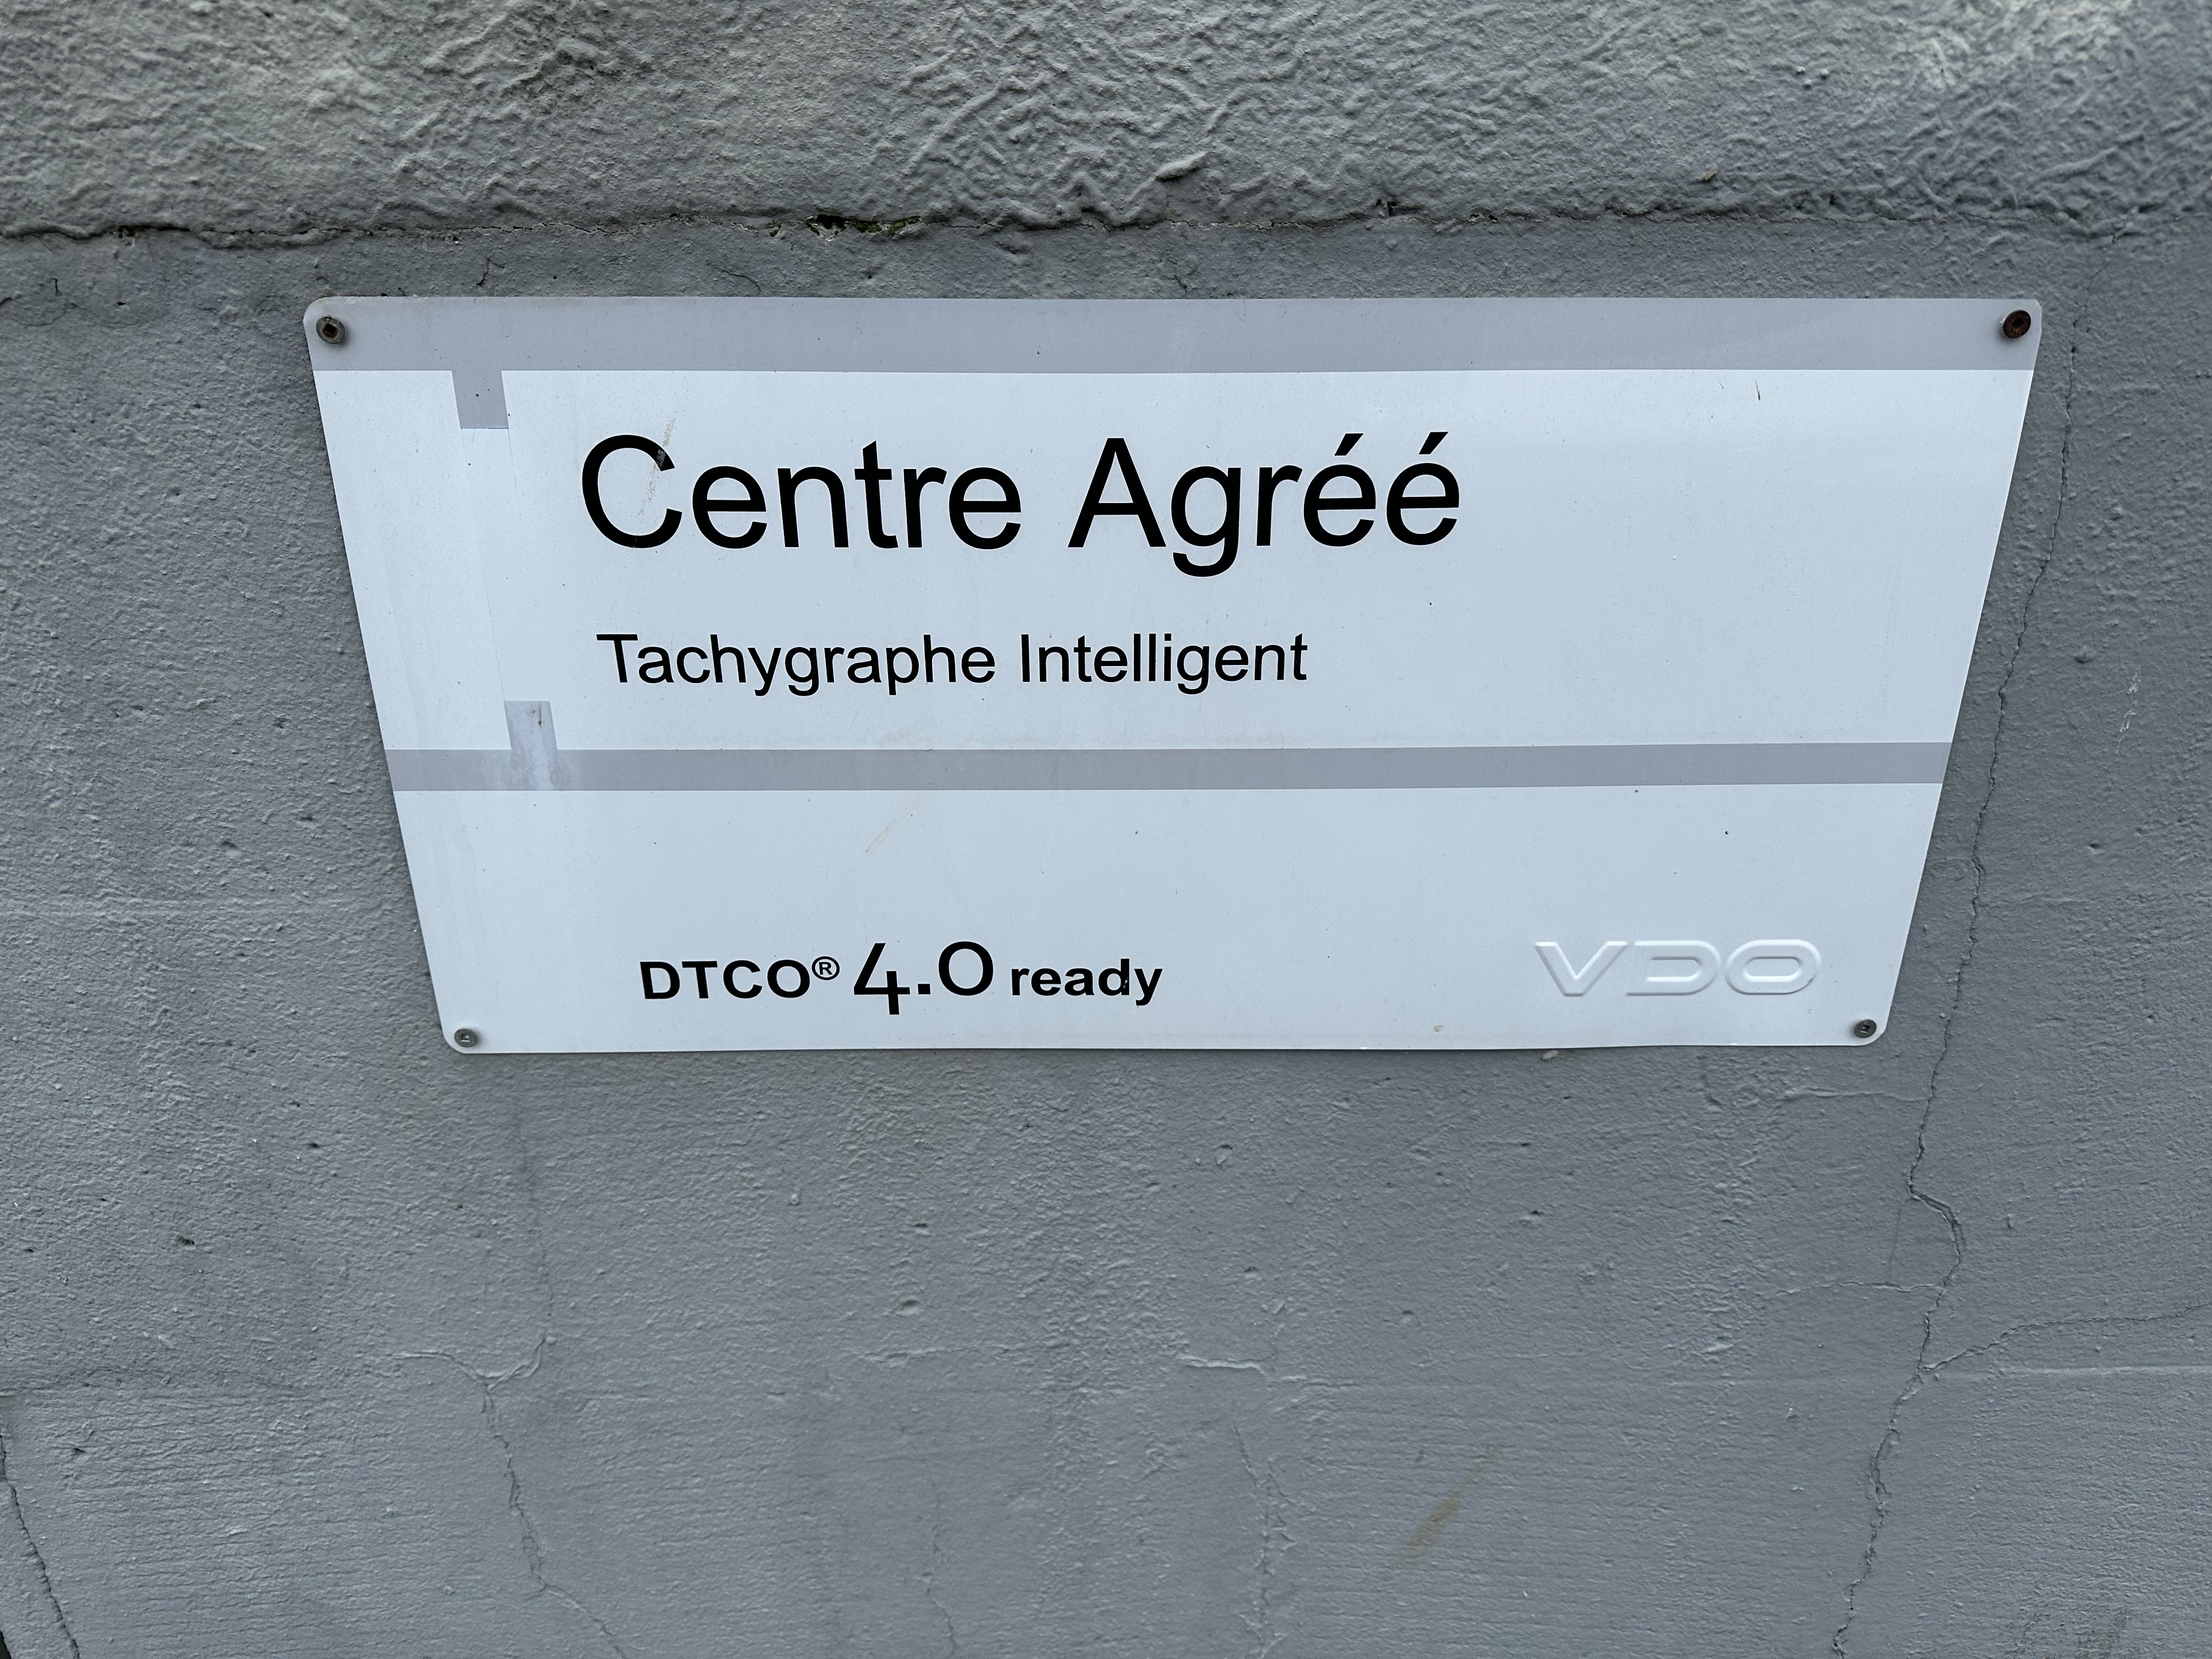 Centre Agréé
Tachygraphe Intelligent
DTCO® 4.0 ready
VDO